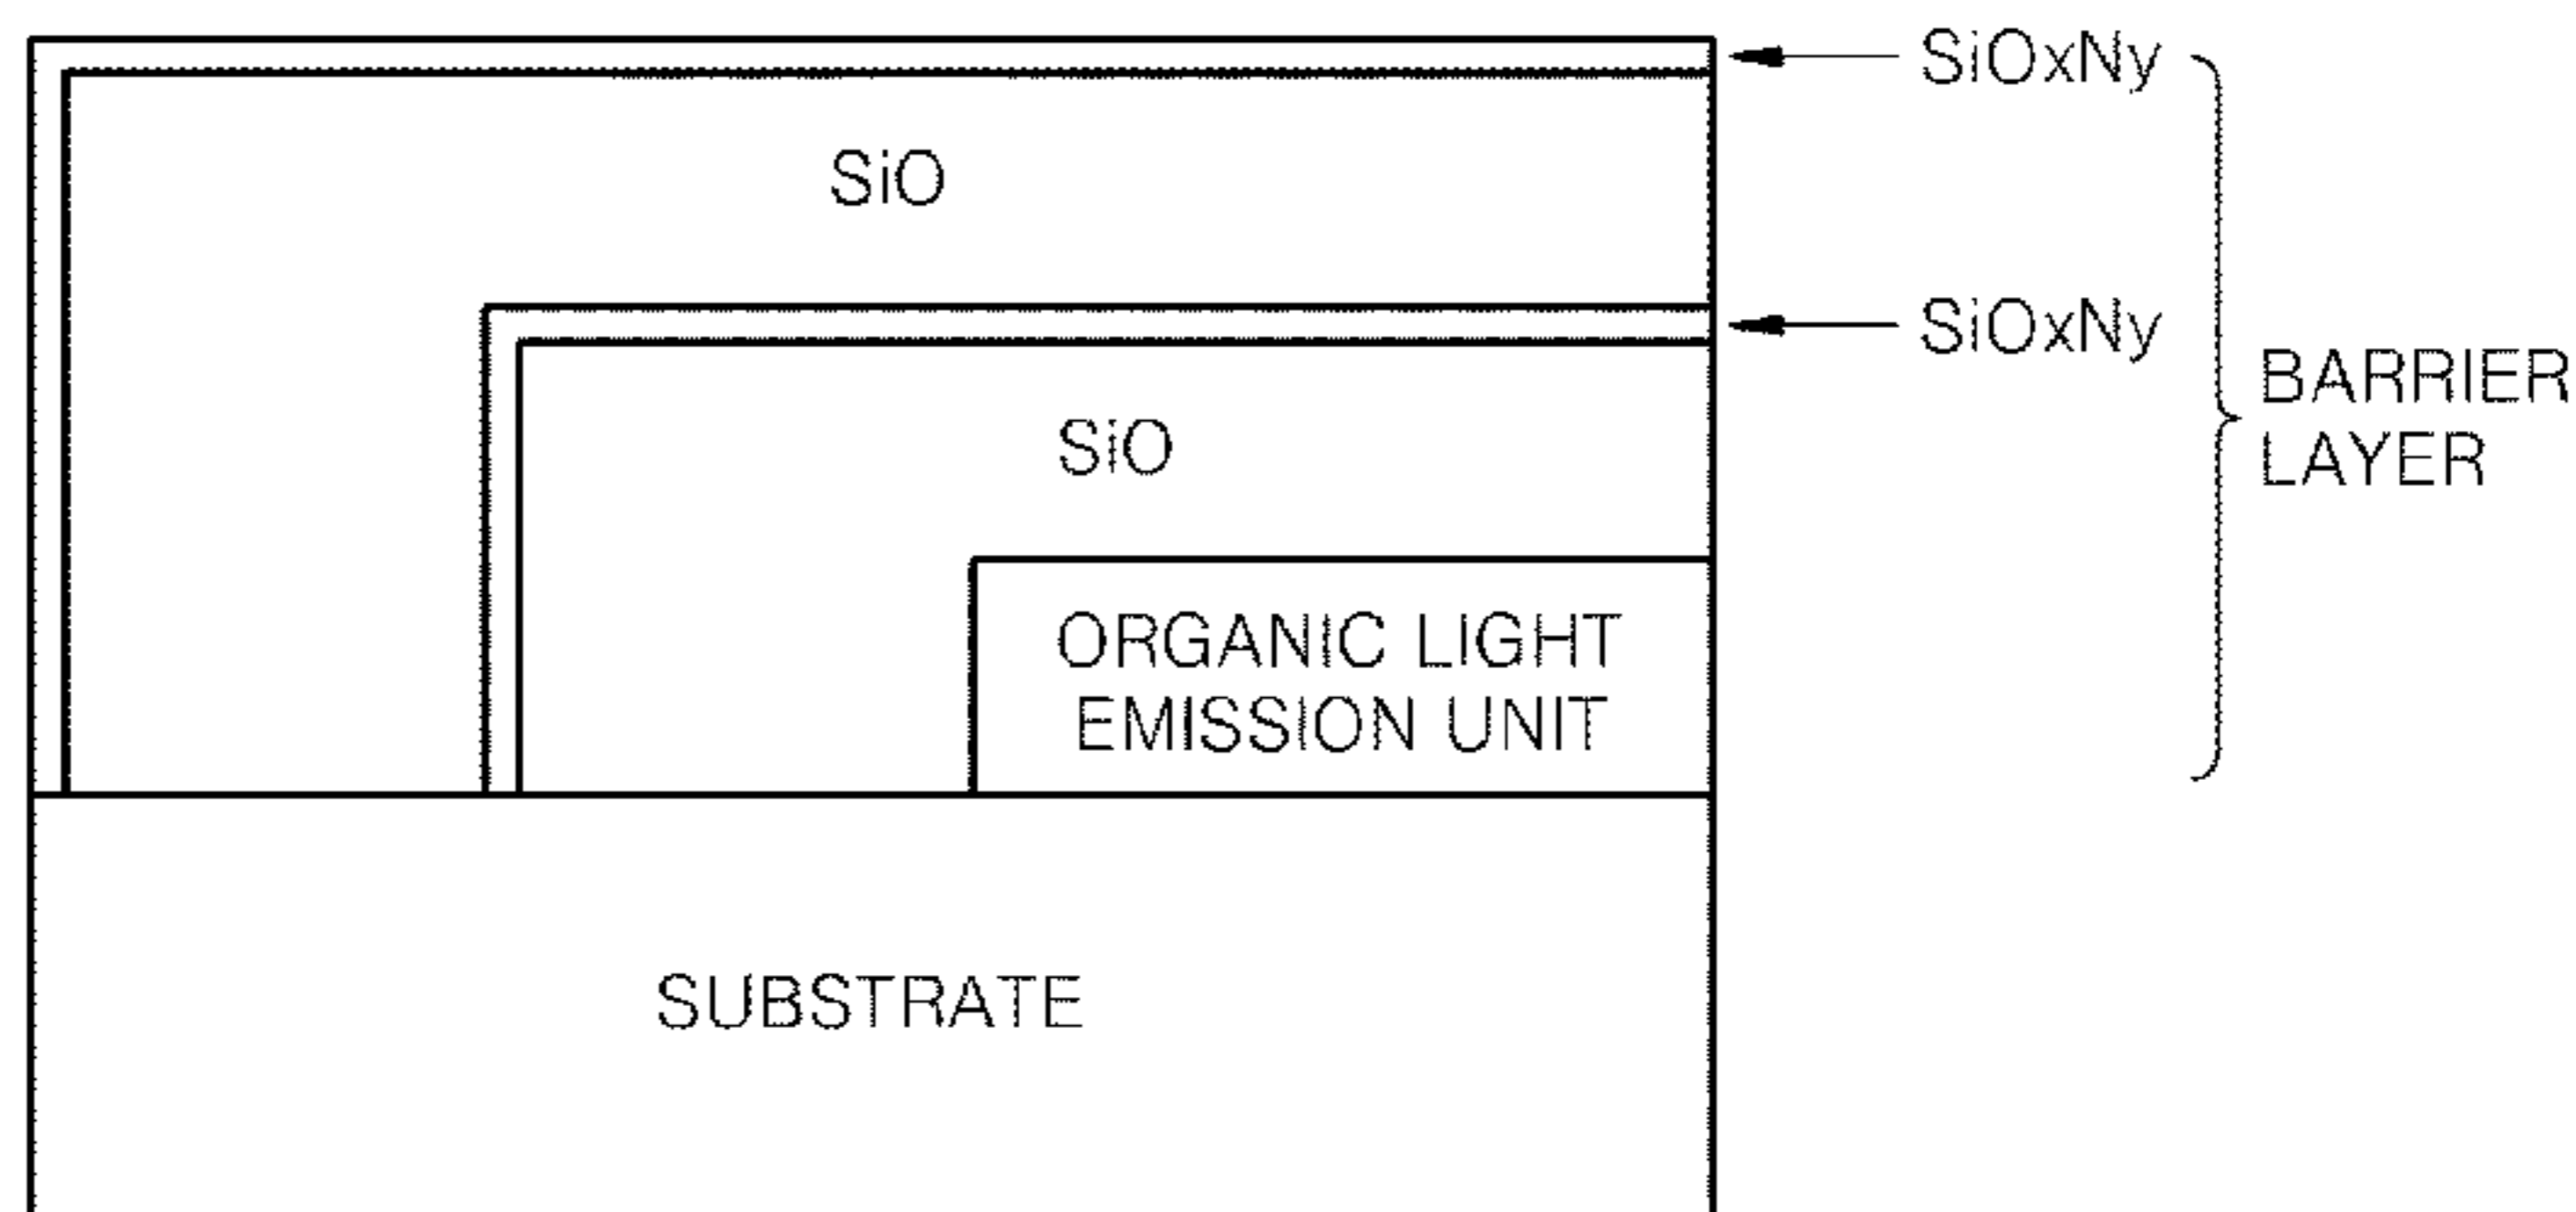 SiOxNy
SiO
SiOxNy
BARRIER
LAYER
SiO
ORGANIC LIGHT
EMISSION UNIT
SUBSTRATE